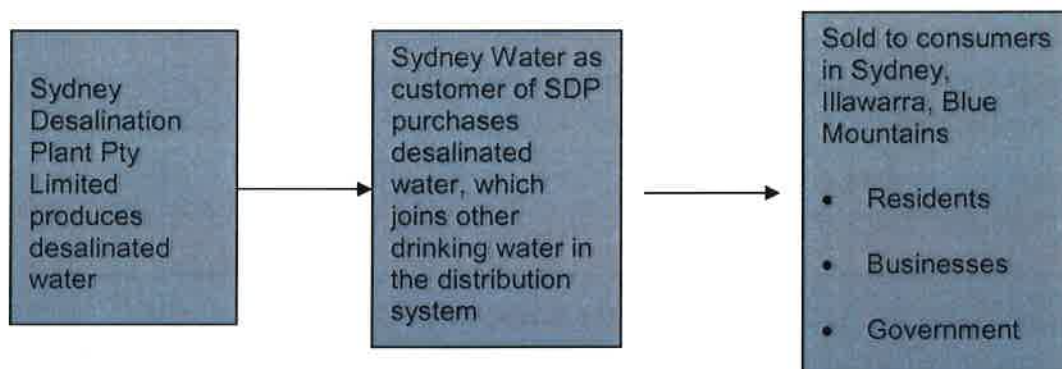 Sydney
Desalination
Plant Pty
Limited
produces
desalinated
water
Sydney Water as
customer of SDP
purchases
desalinated
water, which
joins other
drinking water in
the distribution
system
Sold to consumers
in Sydney,
Illawarra, Blue
Mountains
• Residents
• Businesses
• Government